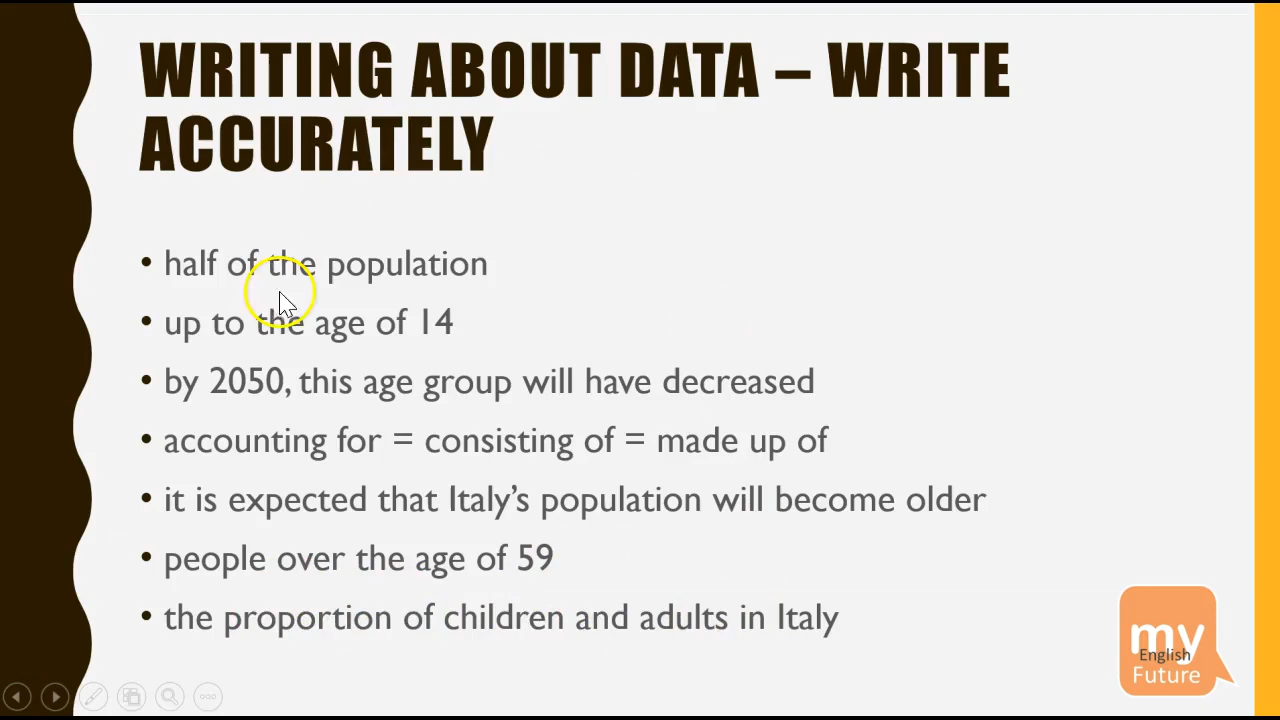 WRITING ABOUT DATA – WRITE
ACCURATELY
• half of the population
• up to the age of 14
• by 2050, this age group will have decreased
• accounting for = consisting of = made up of
• it is expected that Italy's population will become older
• people over the age of 59
• the proportion of children and adults in Italy
my
English
Future